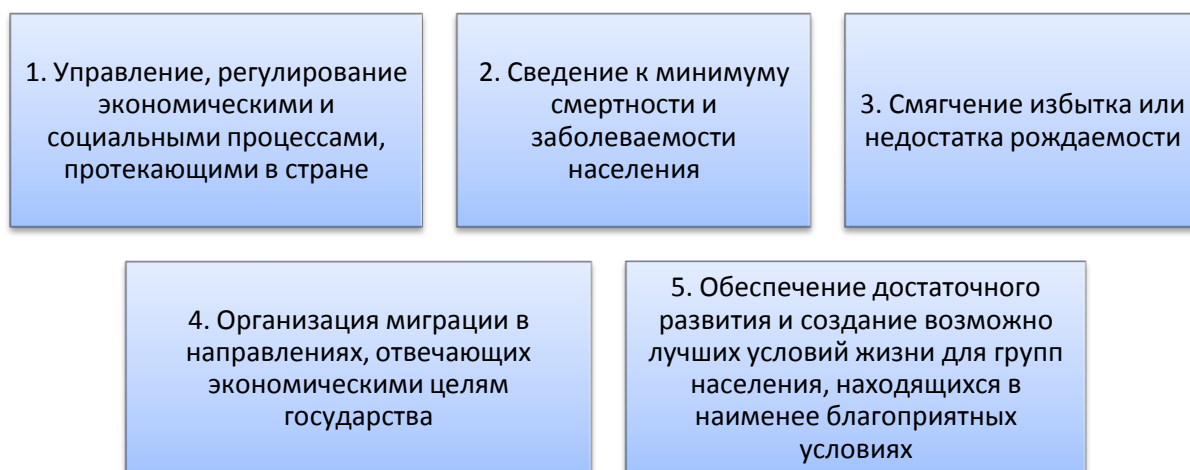 1. Управление, регулирование
экономическими и
социальными процессами,
протекающими в стране
2. Сведение к минимуму
смертности и
заболеваемости
населения
3. Смягчение избытка или
недостатка рождаемости
4. Организация миграции в
направлениях, отвечающих
экономическими целям
государства
5. Обеспечение достаточного
развития и создание возможно
лучших условий жизни для групп
населения, находящихся в
наименее благоприятных
условиях